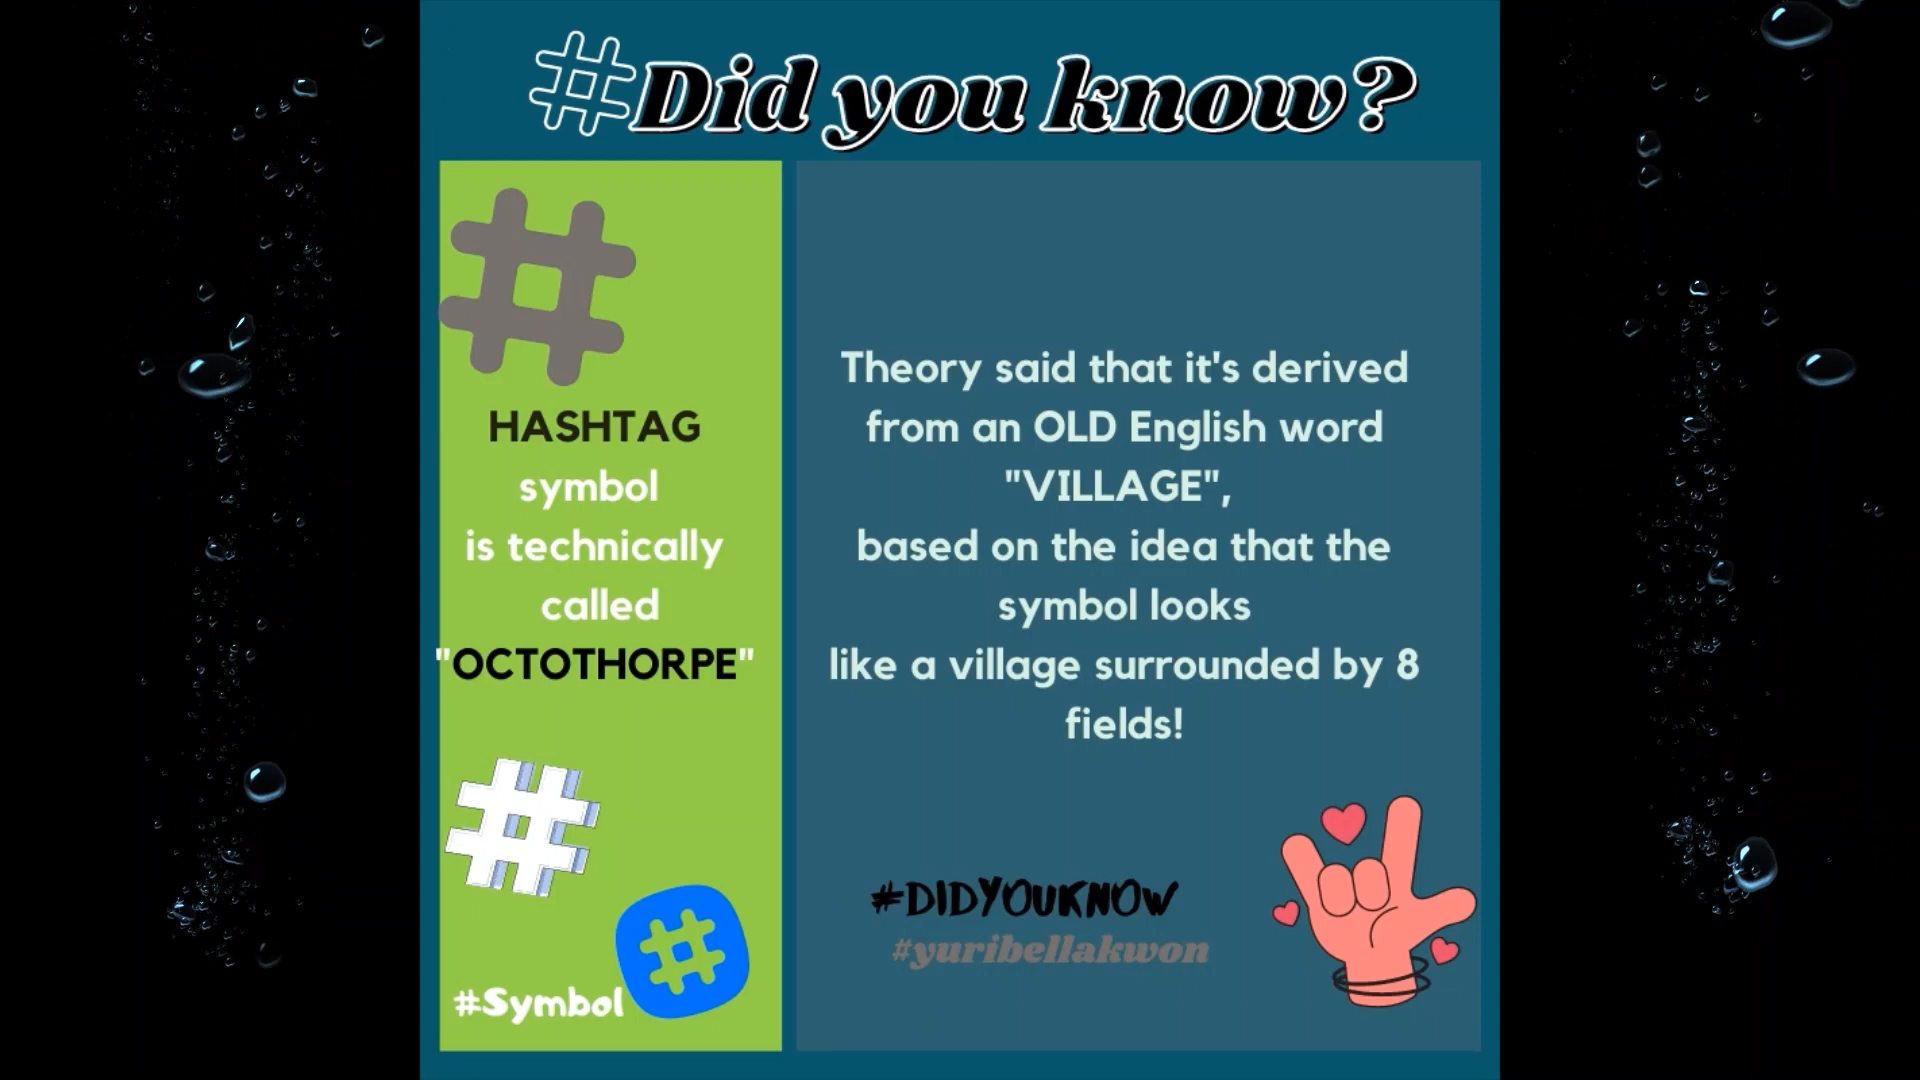 #Did you know?
HASHTAG
symbol
is technically
called
"OCTOTHORPE"
#Symbol
Theory said that it's derived
from an OLD English word
"VILLAGE",
based on the idea that the
symbol looks
like a village surrounded by 8
fields!
#DIDYOUKNOW
#yuribellakwon